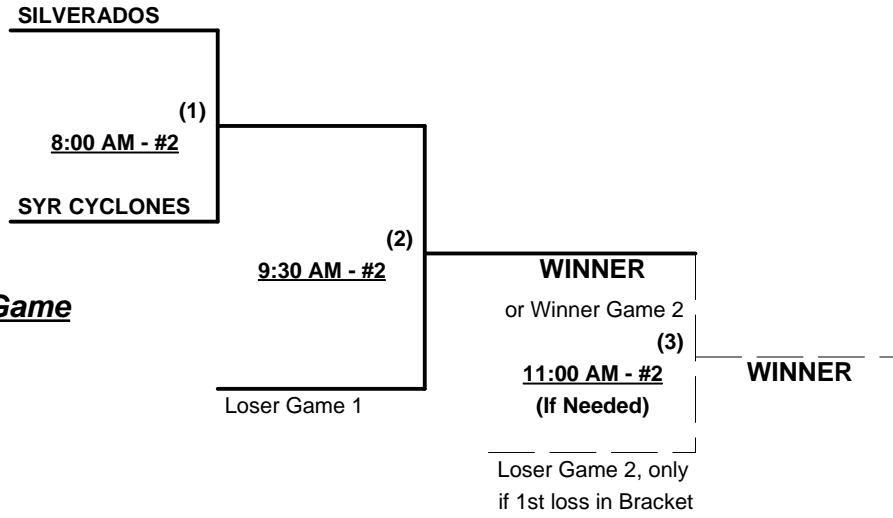 SILVERADOS
(1)
8:00 AM - #2
SYR CYCLONES
(2)
9:30 AM - #2
WINNER
Game
or Winner Game 2
(3)
11:00 AM - #2
WINNER
Loser Game 1
(If Needed)
Loser Game 2, only
if 1st loss in Bracket